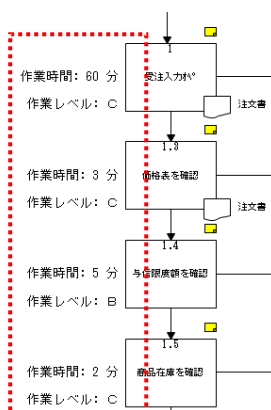 1
作業時間: 60 分
受注入力ｵﾍﾟ
作業レベル: C
注文書
1.3
作業時間: 3 分
価格表を確認
作業レベル: C
注文書
1.4
作業時間: 5 分
与信限度額を確認
作業レベル: B
1.5
作業時間: 2 分
商品在庫を確認
作業レベル: C